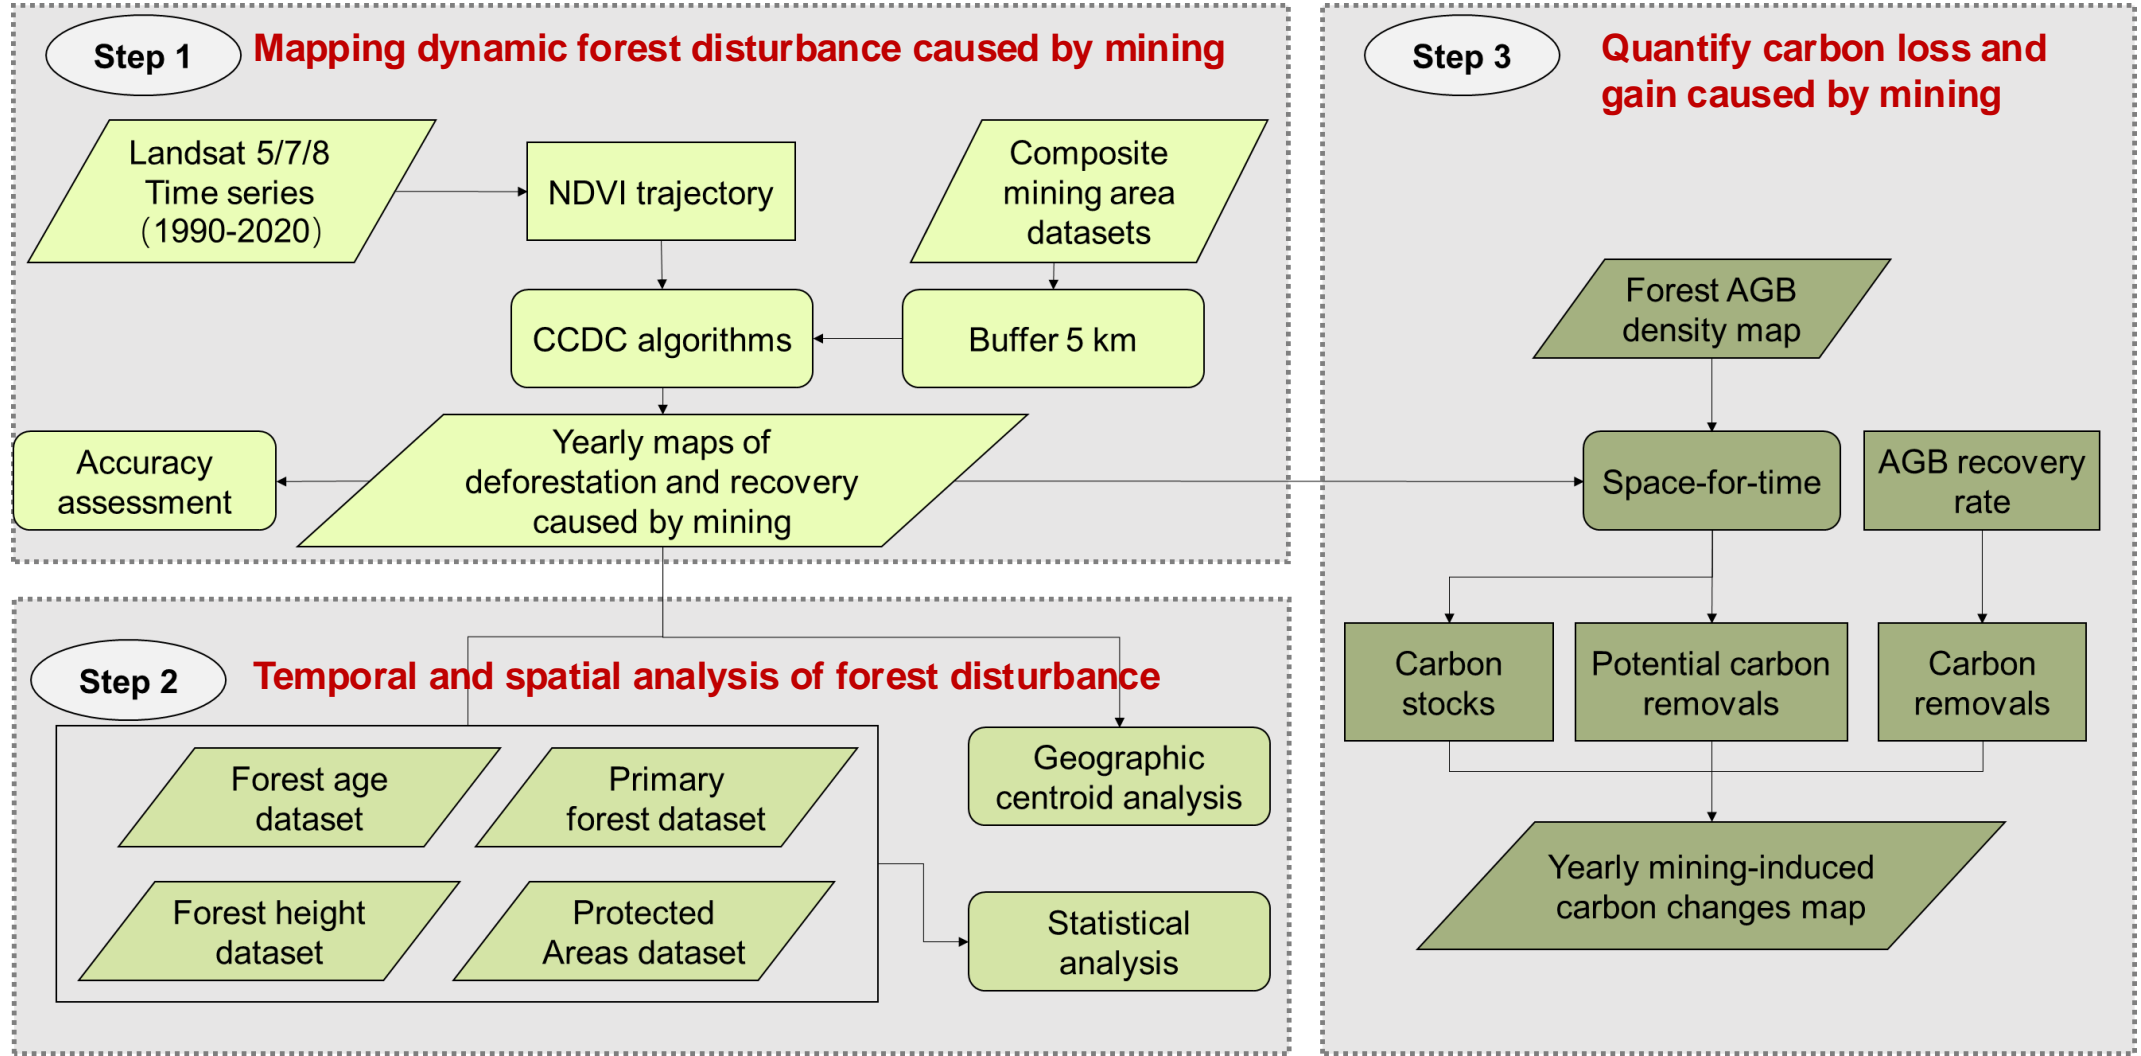 Step 1
Mapping dynamic forest disturbance caused by mining
Landsat 5/7/8
Time series
（1990-2020）
NDVI trajectory
Composite
mining area
datasets
CCDC algorithms
Buffer 5 km
Accuracy
assessment
Yearly maps of
deforestation and recovery
caused by mining
Step 2
Temporal and spatial analysis of forest disturbance
Forest age
dataset
Primary
forest dataset
Forest height
dataset
Protected
Areas dataset
Geographic
centroid analysis
Statistical
analysis
Step 3
Quantify carbon loss and
gain caused by mining
Forest AGB
density map
Space-for-time
AGB recovery
rate
Carbon
stocks
Potential carbon
removals
Carbon
removals
Yearly mining-induced
carbon changes map